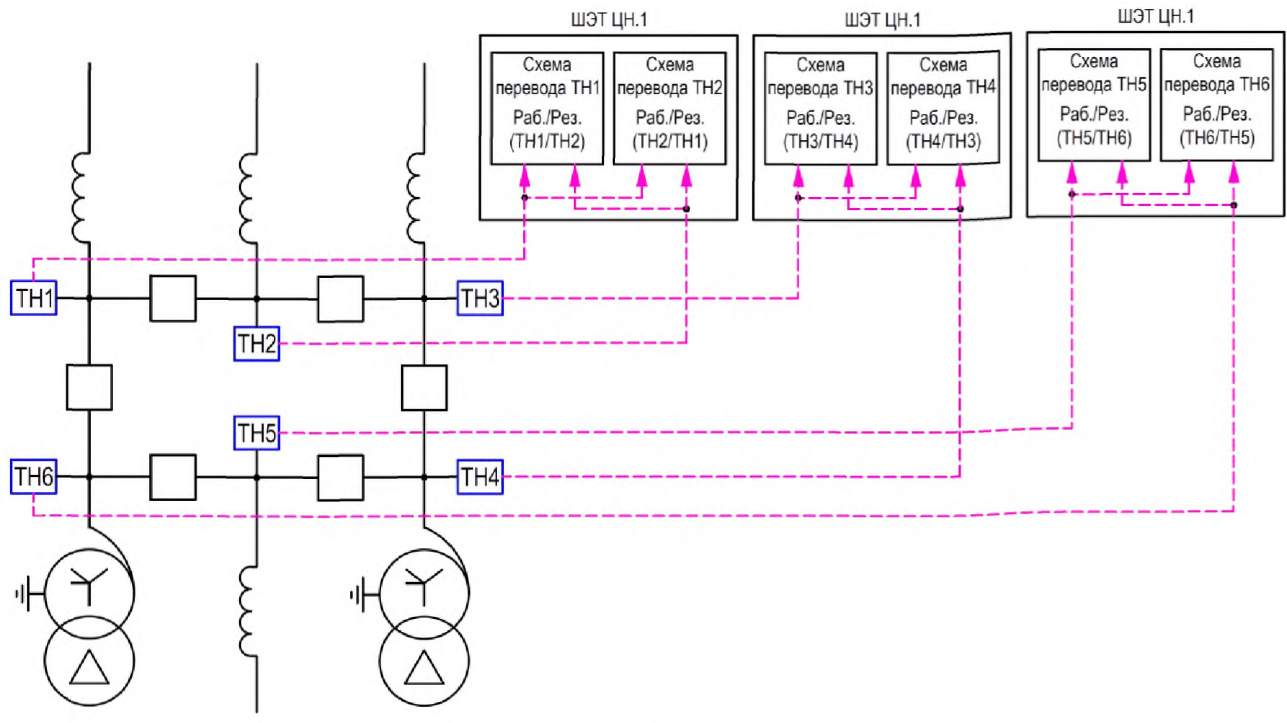 ШЭТ ЦН.1
Схема
перевода ТН1
Раб./Рез.
(ТН1/ТН2)
Схема
перевода ТН2
Раб./Рез.
(ТН2/ТН1)
ШЭТ ЦН.1
Схема
перевода ТН3
Раб./Рез.
(ТН3/ТН4)
Схема
перевода ТН4
Раб./Рез.
(ТН4/ТН3)
ШЭТ ЦН.1
Схема
перевода ТН5
Раб./Рез.
(ТН5/ТН6)
Схема
перевода ТН6
Раб./Рез.
(ТН6/ТН5)
ТН1
ТН3
ТН2
ТН5
ТН6
ТН4